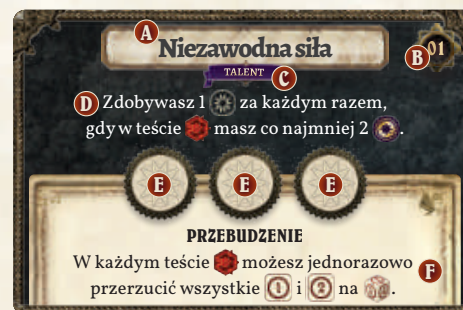 A Niezawodna siła
B 01
TALENT C
D Zdobywasz 1 za każdym razem,
gdy w teście masz co najmniej 2 .
E E E
PRZEBUDZENIE
W każdym teście możesz jednorazowo F
przerzucić wszystkie 1 i 2 na .